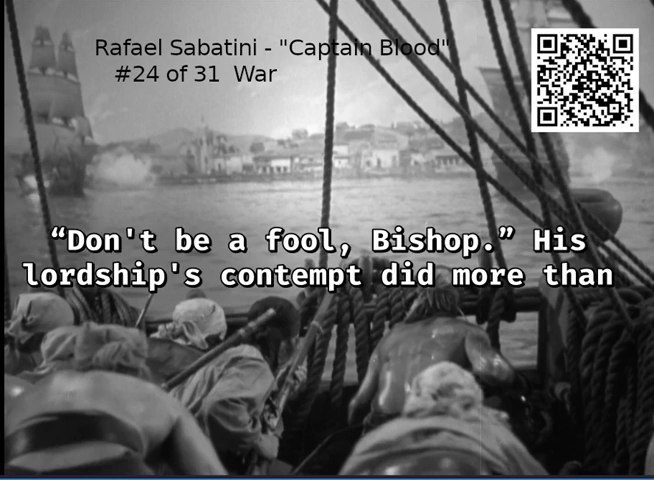 Rafael Sabatini - "Captain Blood"
#24 of 31  War
“Don't be a fool, Bishop.” His
lordship's contempt did more than